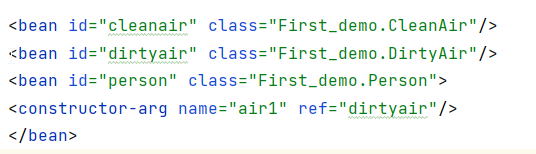 <bean id="cleanair" class="First_demo.CleanAir"/>
<bean id="dirtyair" class="First_demo.DirtyAir"/>
<bean id="person" class="First_demo.Person">
<constructor-arg name="air1" ref="dirtyair"/>
</bean>